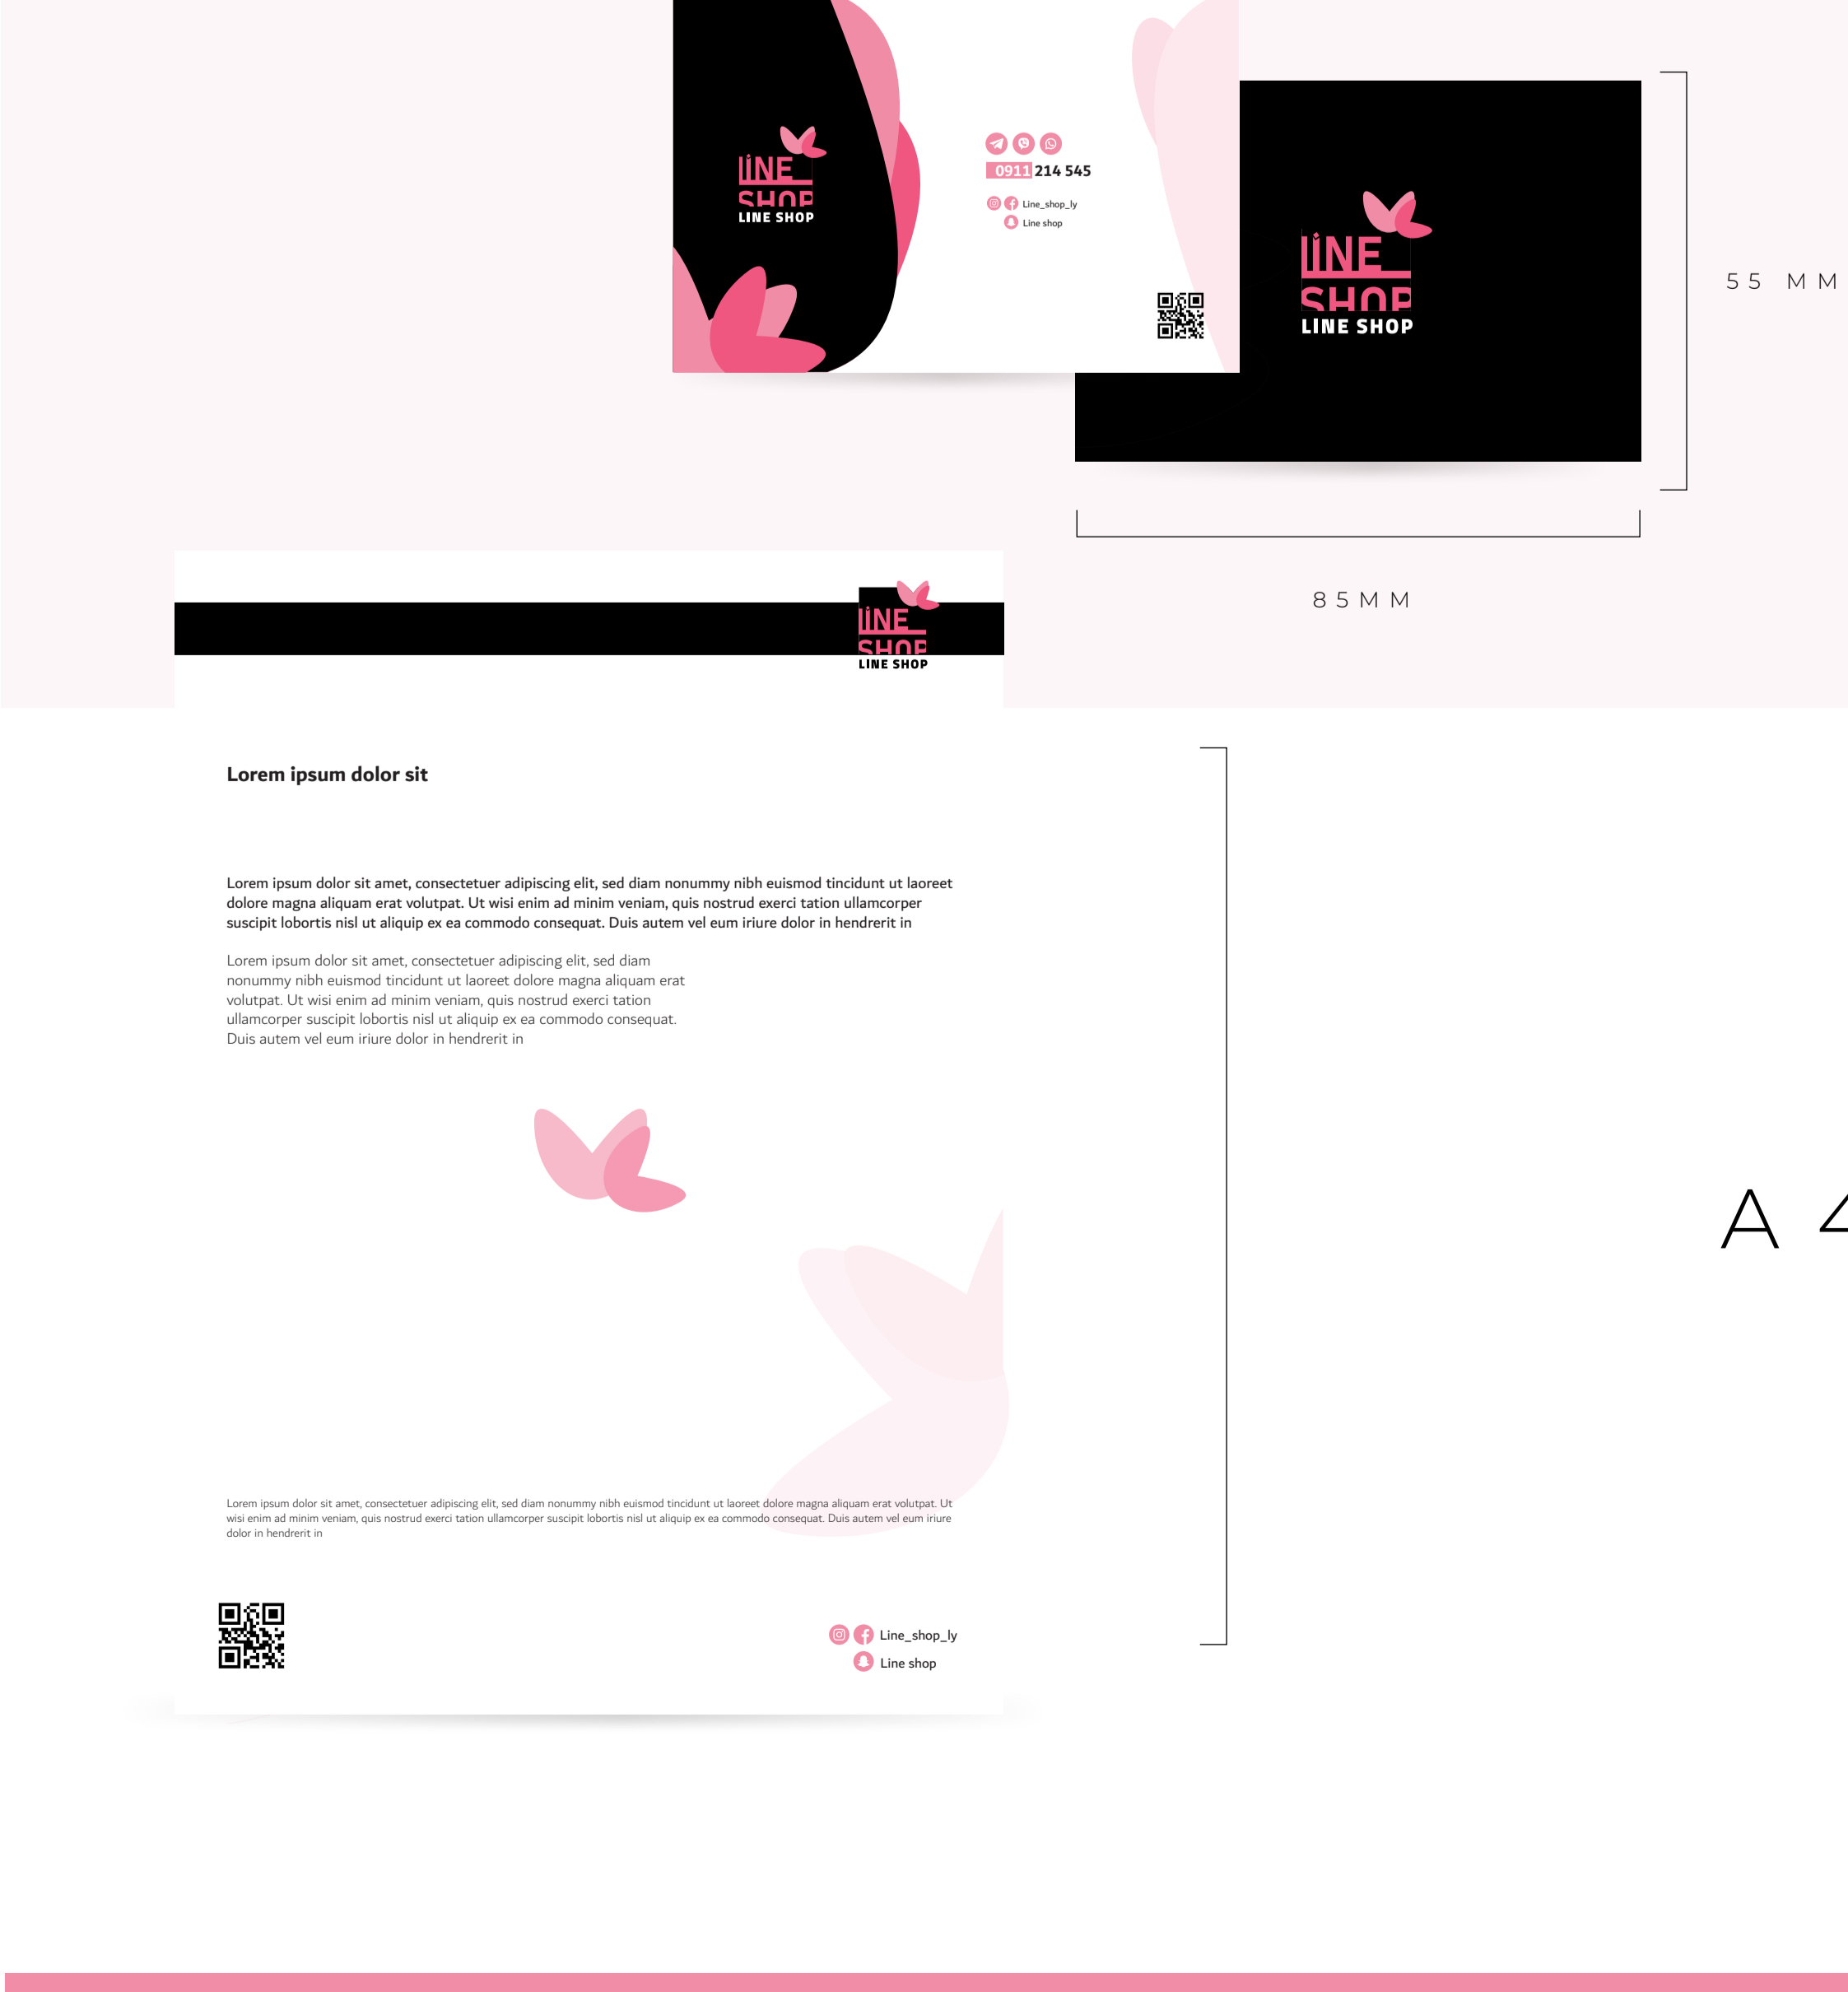 LINE
SHOP
LINE SHOP
0911 214 545
Line_shop_ly
Line shop
LINE
SHOP
LINE SHOP
55 MM
85MM
LINE
SHOP
LINE SHOP
Lorem ipsum dolor sit
Lorem ipsum dolor sit amet, consectetuer adipiscing elit, sed diam nonummy nibh euismod tincidunt ut laoreet
dolore magna aliquam erat volutpat. Ut wisi enim ad minim veniam, quis nostrud exerci tation ullamcorper
suscipit lobortis nisl ut aliquip ex ea commodo consequat. Duis autem vel eum iriure dolor in hendrerit in
Lorem ipsum dolor sit amet, consectetuer adipiscing elit, sed diam
nonummy nibh euismod tincidunt ut laoreet dolore magna aliquam erat
volutpat. Ut wisi enim ad minim veniam, quis nostrud exerci tation
ullamcorper suscipit lobortis nisl ut aliquip ex ea commodo consequat.
Duis autem vel eum iriure dolor in hendrerit in
A4
Lorem ipsum dolor sit amet, consectetuer adipiscing elit, sed diam nonummy nibh euismod tincidunt ut laoreet dolore magna aliquam erat volutpat. Ut
wisi enim ad minim veniam, quis nostrud exerci tation ullamcorper suscipit lobortis nisl ut aliquip ex ea commodo consequat. Duis autem vel eum iriure
dolor in hendrerit in
Line_shop_ly
Line shop